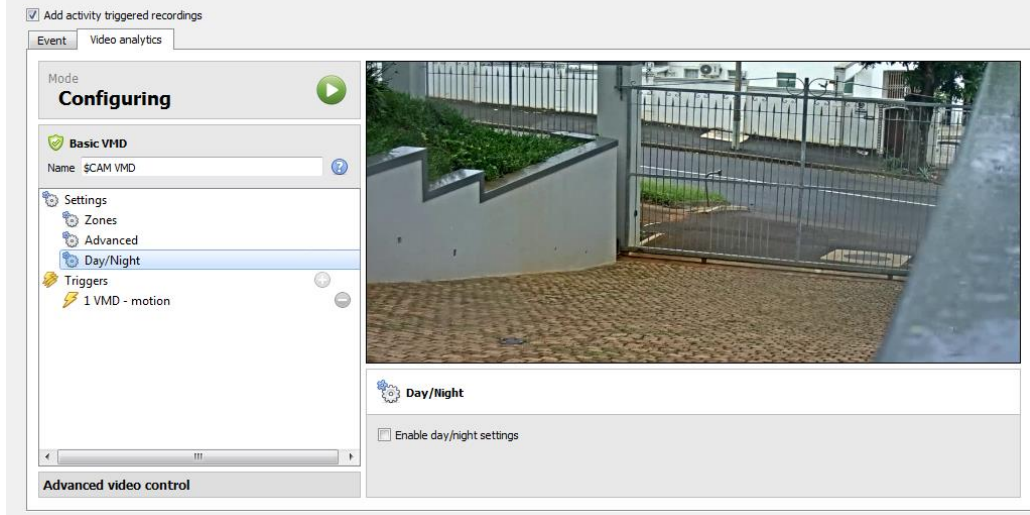 Add activity triggered recordings
Event
Video analytics
Mode
Configuring
Basic VMD
Name $CAM VMD
Settings
Zones
Advanced
Day/Night
Triggers
1 VMD - motion
Advanced video control
Day/Night
Enable day/night settings